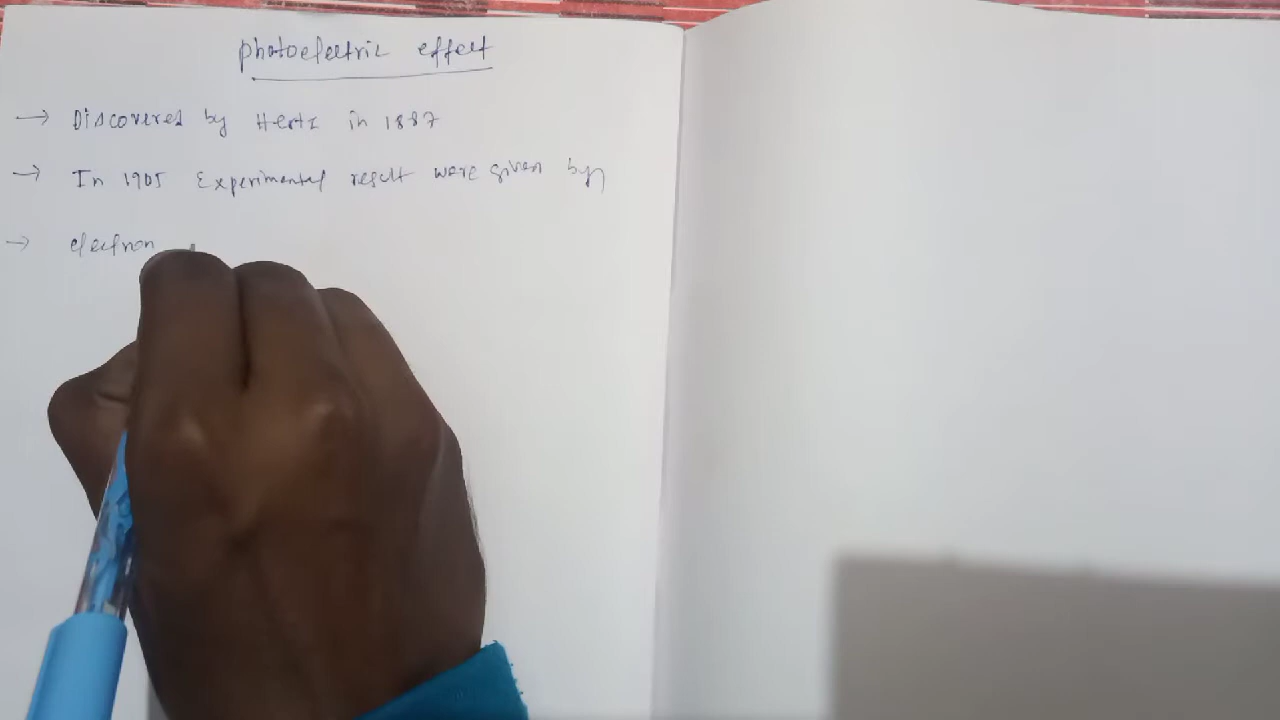 photoelectric effect
→ Discovered by Hertz in 1887
→ In 1905 Experimental result were given by
→ electron